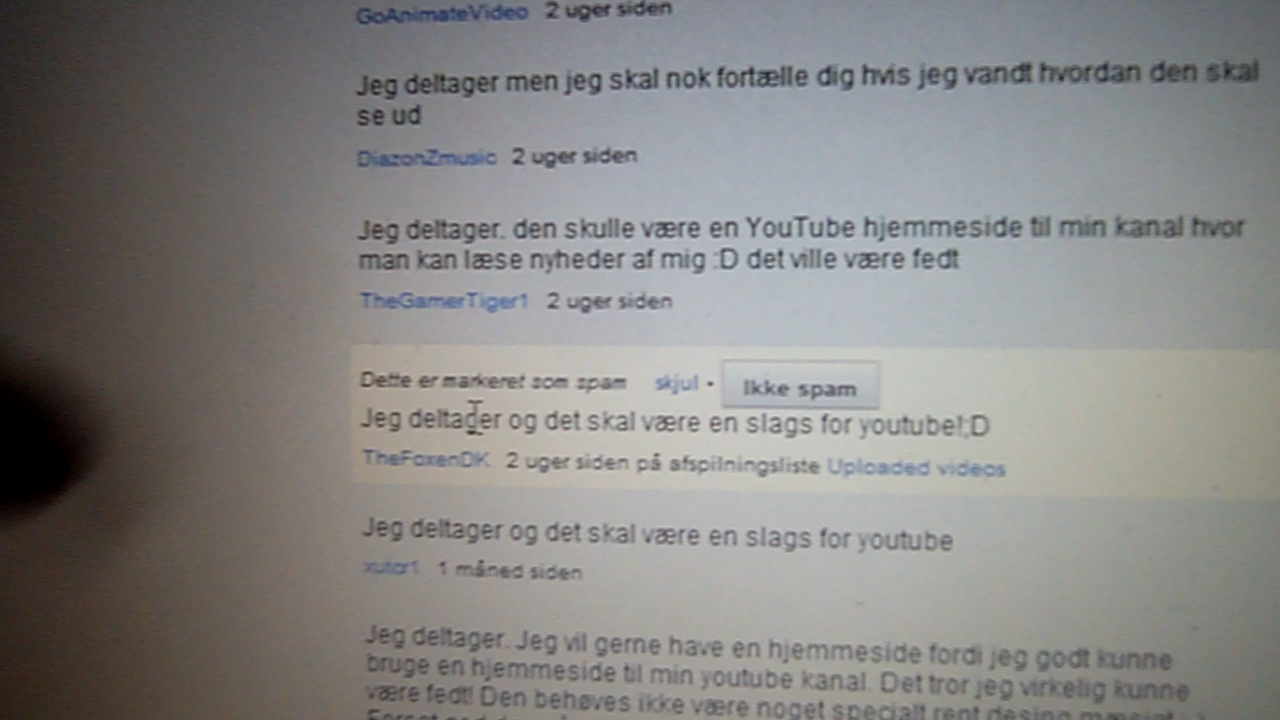 GoAnimateVideo 2 uger siden
Jeg deltager men jeg skal nok fortælle dig hvis jeg vandt hvordan den skal
se ud
DiazonZmusic 2 uger siden
Jeg deltager. den skulle være en YouTube hjemmeside til min kanal hvor
man kan læse nyheder af mig :D det ville være fedt
TheGamerTiger1 2 uger siden
Dette er markeret som spam skjul • Ikke spam
Jeg deltager og det skal være en slags for youtube!;D
TheFoxenDK 2 uger siden på afspilningsliste Uploaded videos
Jeg deltager og det skal være en slags for youtube
xutor1 1 måned siden
Jeg deltager. Jeg vil gerne have en hjemmeside fordi jeg godt kunne
bruge en hjemmeside til min youtube kanal. Det tror jeg virkelig kunne
være fedt! Den behøves ikke være noget specialt rent desing